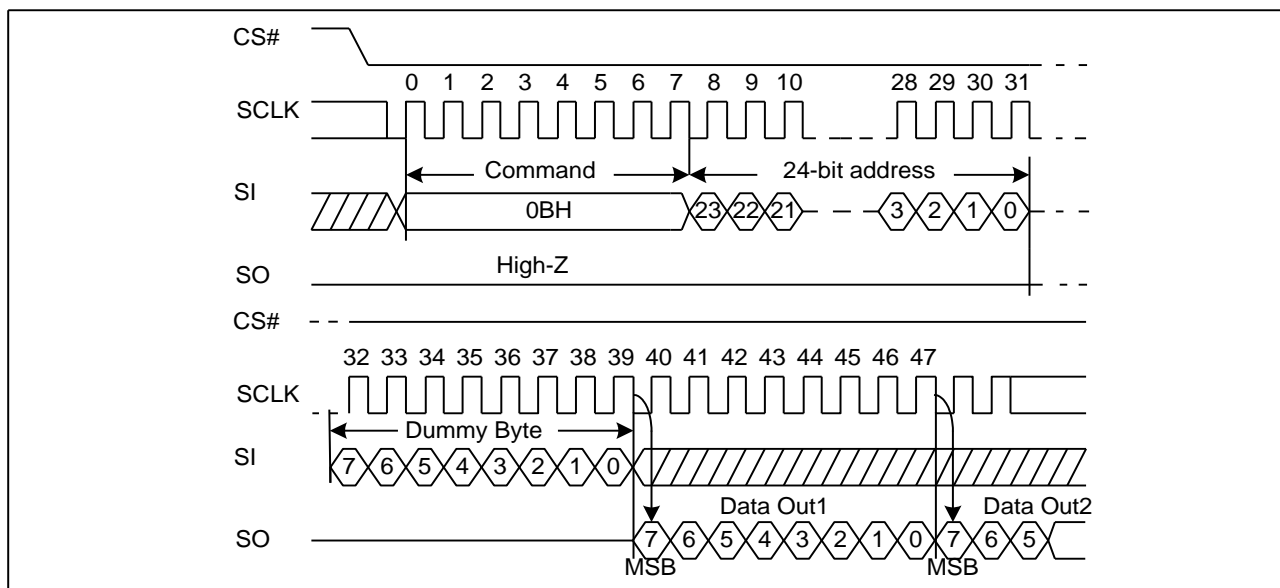 CS#
0 1 2 3 4 5 6 7 8 9 10 28 29 30 31
SCLK
Command 24-bit address
SI
0BH 23 22 21 3 2 1 0
High-Z
SO
CS#
32 33 34 35 36 37 38 39 40 41 42 43 44 45 46 47
SCLK
Dummy Byte
SI
7 6 5 4 3 2 1 0
Data Out1 Data Out2
SO
7 6 5 4 3 2 1 0 7 6 5
MSB MSB